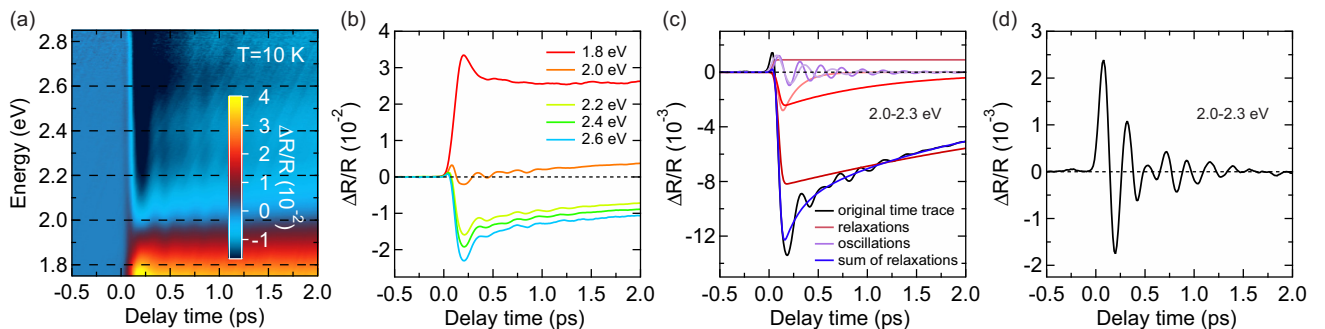 (a)
2.8
2.6
2.4
2.2
2.0
1.8
Energy (eV)
T=10 K
4
3
2
1
0
-1
ΔR/R (10⁻²)
-0.5 0.0 0.5 1.0 1.5 2.0
Delay time (ps)
(b)
4
3
2
1
0
-1
-2
ΔR/R (10⁻²)
1.8 eV
2.0 eV
2.2 eV
2.4 eV
2.6 eV
-0.5 0.0 0.5 1.0 1.5 2.0
Delay time (ps)
(c)
3
0
-3
-6
-9
-12
ΔR/R (10⁻³)
2.0-2.3 eV
original time trace
relaxations
oscillations
sum of relaxations
-0.5 0.0 0.5 1.0 1.5 2.0
Delay time (ps)
(d)
3
2
1
0
-1
-2
-3
ΔR/R (10⁻³)
2.0-2.3 eV
-0.5 0.0 0.5 1.0 1.5 2.0
Delay time (ps)